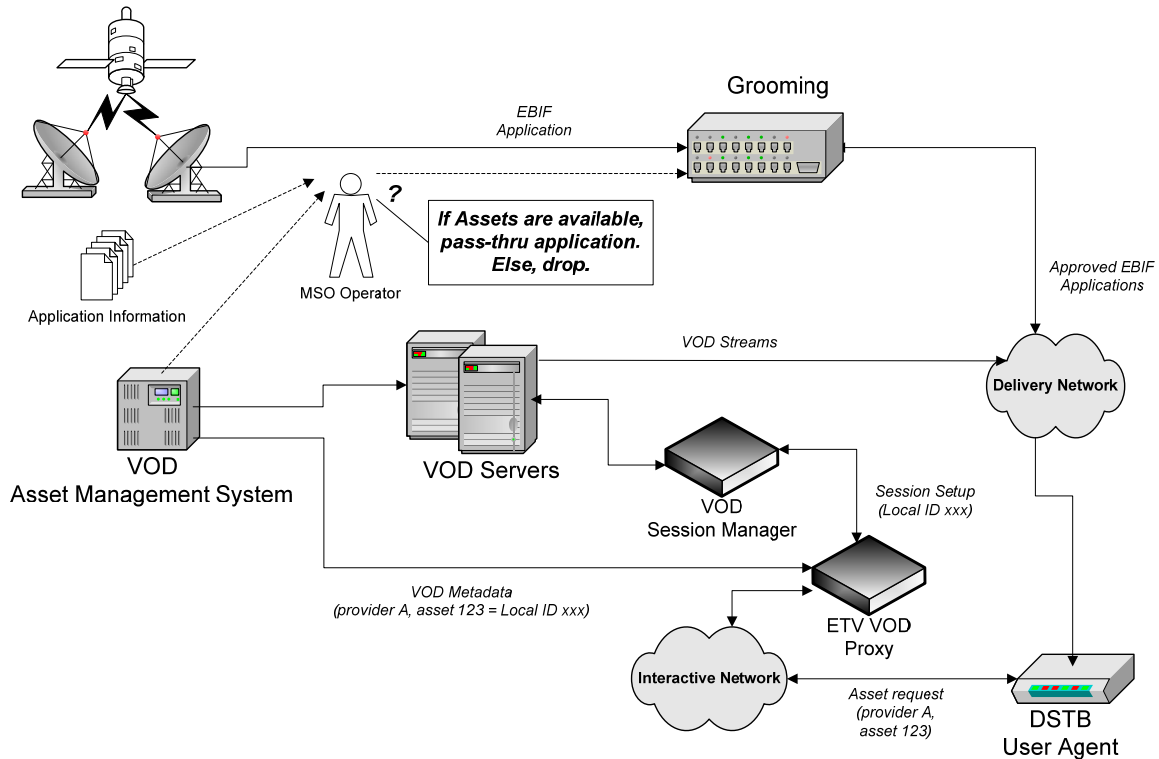 Grooming
EBIF
Application
?
If Assets are available,
pass-thru application.
Else, drop.
MSO Operator
Application Information
Approved EBIF
Applications
VOD Streams
Delivery Network
VOD
Asset Management System
VOD Servers
VOD
Session Manager
Session Setup
(Local ID xxx)
VOD Metadata
(provider A, asset 123 = Local ID xxx)
ETV VOD
Proxy
Interactive Network
Asset request
(provider A,
asset 123)
DSTB
User Agent